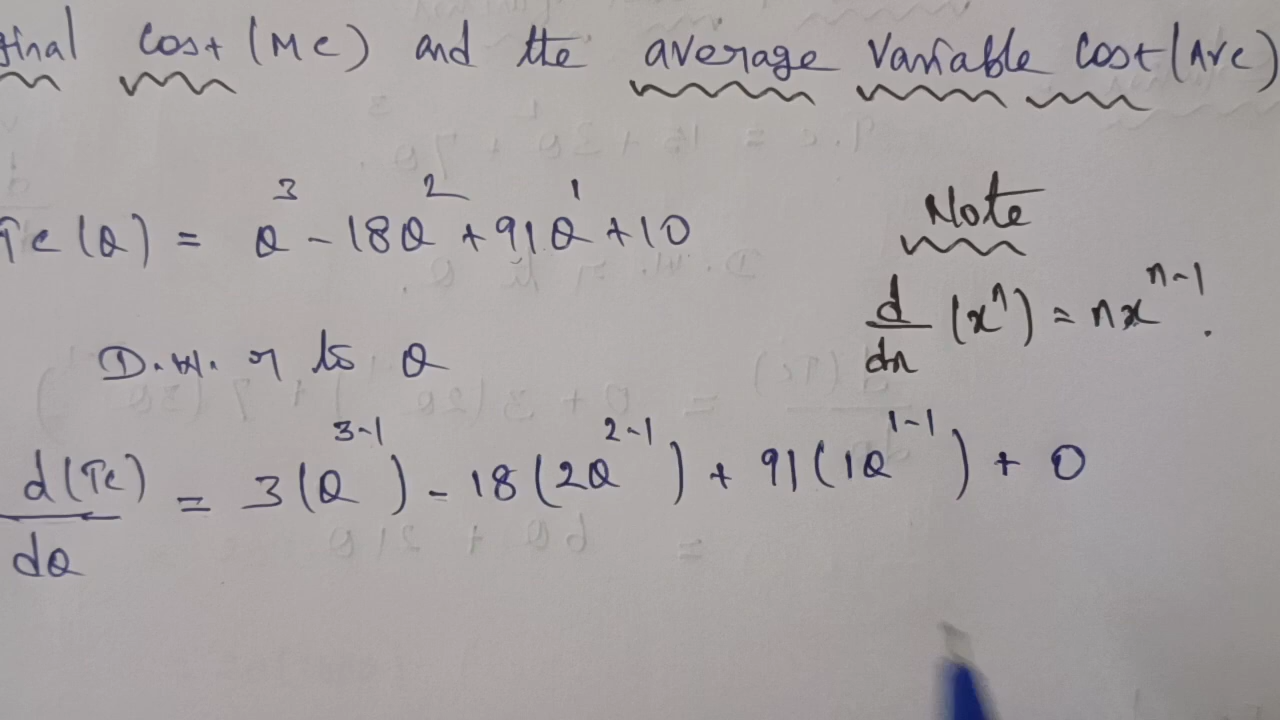 ginal cost (MC) and the average variable cost (AVC)
TC(Q) = Q³ - 18Q² + 91Q¹ + 10
Note
d/dx (xⁿ) = nxⁿ⁻¹.
D.w.r to Q
d(TC)/dQ = 3(Q³⁻¹) - 18(2Q²⁻¹) + 91(1Q¹⁻¹) + 0